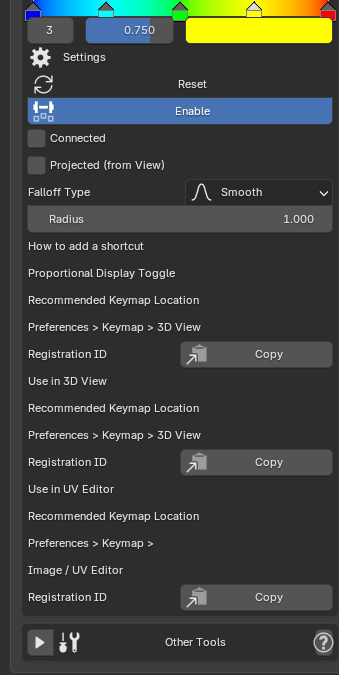 3
0.750
Settings
Reset
Enable
Connected
Projected (from View)
Falloff Type
Smooth
Radius
1.000
How to add a shortcut
Proportional Display Toggle
Recommended Keymap Location
Preferences > Keymap > 3D View
Registration ID
Copy
Use in 3D View
Recommended Keymap Location
Preferences > Keymap > 3D View
Registration ID
Copy
Use in UV Editor
Recommended Keymap Location
Preferences > Keymap >
Image / UV Editor
Registration ID
Copy
Other Tools
?